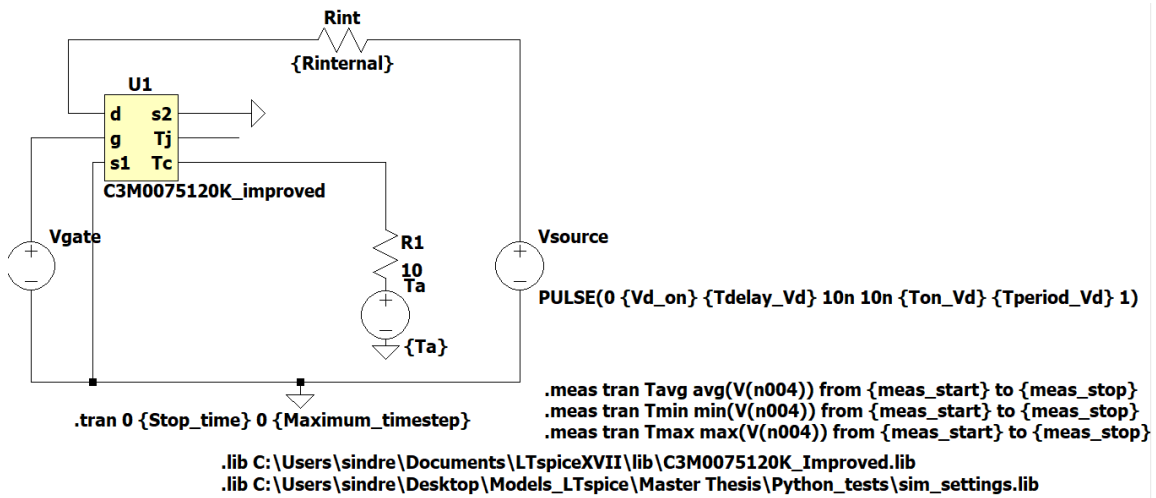 Rint
{Rinternal}
U1
d s2
g Tj
s1 Tc
C3M0075120K_improved
Vgate
+
−
R1
10
Ta
+
−
{Ta}
Vsource
+
−
PULSE(0 {Vd_on} {Tdelay_Vd} 10n 10n {Ton_Vd} {Tperiod_Vd} 1)
.meas tran Tavg avg(V(n004)) from {meas_start} to {meas_stop}
.meas tran Tmin min(V(n004)) from {meas_start} to {meas_stop}
.meas tran Tmax max(V(n004)) from {meas_start} to {meas_stop}
.tran 0 {Stop_time} 0 {Maximum_timestep}
.lib C:\Users\sindre\Documents\LTspiceXVII\lib\C3M0075120K_Improved.lib
.lib C:\Users\sindre\Desktop\Models_LTspice\Master Thesis\Python_tests\sim_settings.lib